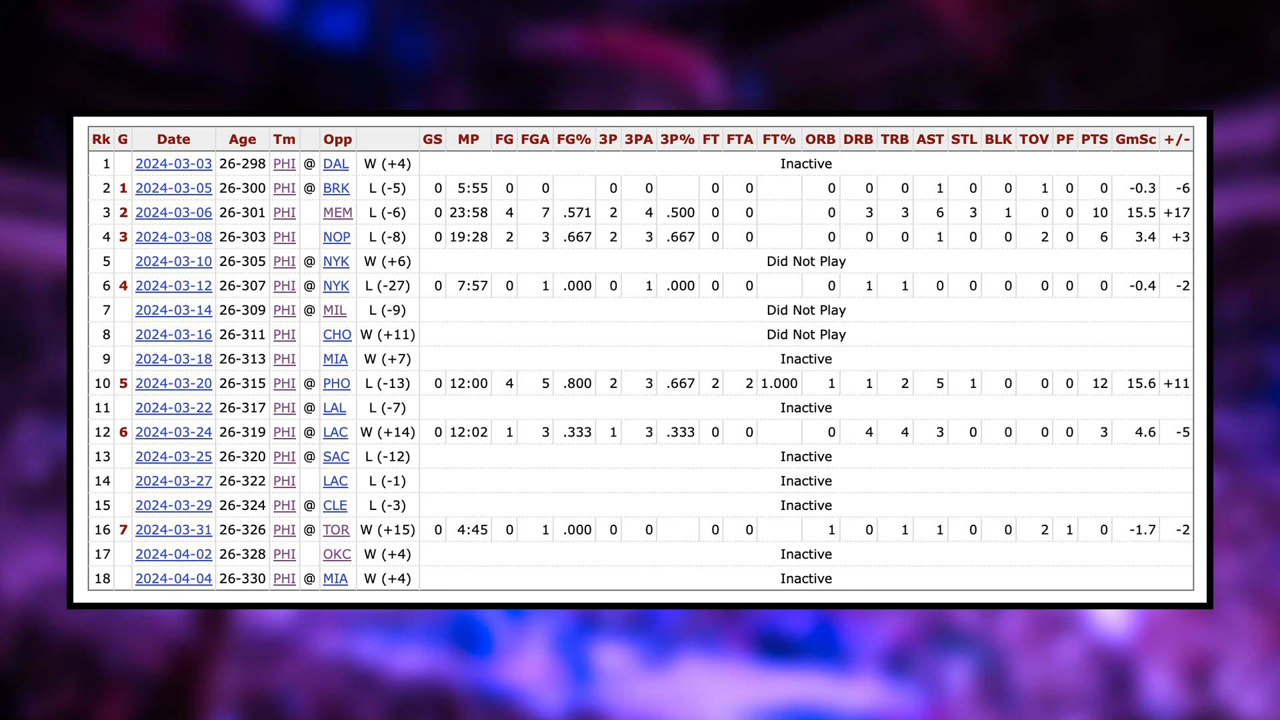 Rk G Date Age Tm Opp GS MP FG FGA FG% 3P 3PA 3P% FT FTA FT% ORB DRB TRB AST STL BLK TOV PF PTS GmSc +/-
1 2024-03-03 26-298 PHI @ DAL W (+4) Inactive
2 1 2024-03-05 26-300 PHI @ BRK L (-5) 0 5:55 0 0 0 0 0 0 0 0 0 1 0 0 1 0 0 -0.3 -6
3 2 2024-03-06 26-301 PHI MEM L (-6) 0 23:58 4 7 .571 2 4 .500 0 0 0 3 3 6 3 1 0 0 10 15.5 +17
4 3 2024-03-08 26-303 PHI NOP L (-8) 0 19:28 2 3 .667 2 3 .667 0 0 0 0 0 1 0 0 2 0 6 3.4 +3
5 2024-03-10 26-305 PHI @ NYK W (+6) Did Not Play
6 4 2024-03-12 26-307 PHI @ NYK L (-27) 0 7:57 0 1 .000 0 1 .000 0 0 0 1 1 0 0 0 0 0 0 -0.4 -2
7 2024-03-14 26-309 PHI @ MIL L (-9) Did Not Play
8 2024-03-16 26-311 PHI CHO W (+11) Did Not Play
9 2024-03-18 26-313 PHI MIA W (+7) Inactive
10 5 2024-03-20 26-315 PHI @ PHO L (-13) 0 12:00 4 5 .800 2 3 .667 2 2 1.000 1 1 2 5 1 0 0 0 12 15.6 +11
11 2024-03-22 26-317 PHI @ LAL L (-7) Inactive
12 6 2024-03-24 26-319 PHI @ LAC W (+14) 0 12:02 1 3 .333 1 3 .333 0 0 0 4 4 3 0 0 0 0 3 4.6 -5
13 2024-03-25 26-320 PHI @ SAC L (-12) Inactive
14 2024-03-27 26-322 PHI LAC L (-1) Inactive
15 2024-03-29 26-324 PHI @ CLE L (-3) Inactive
16 7 2024-03-31 26-326 PHI @ TOR W (+15) 0 4:45 0 1 .000 0 0 0 0 1 0 1 1 0 0 2 1 0 -1.7 -2
17 2024-04-02 26-328 PHI OKC W (+4) Inactive
18 2024-04-04 26-330 PHI @ MIA W (+4) Inactive